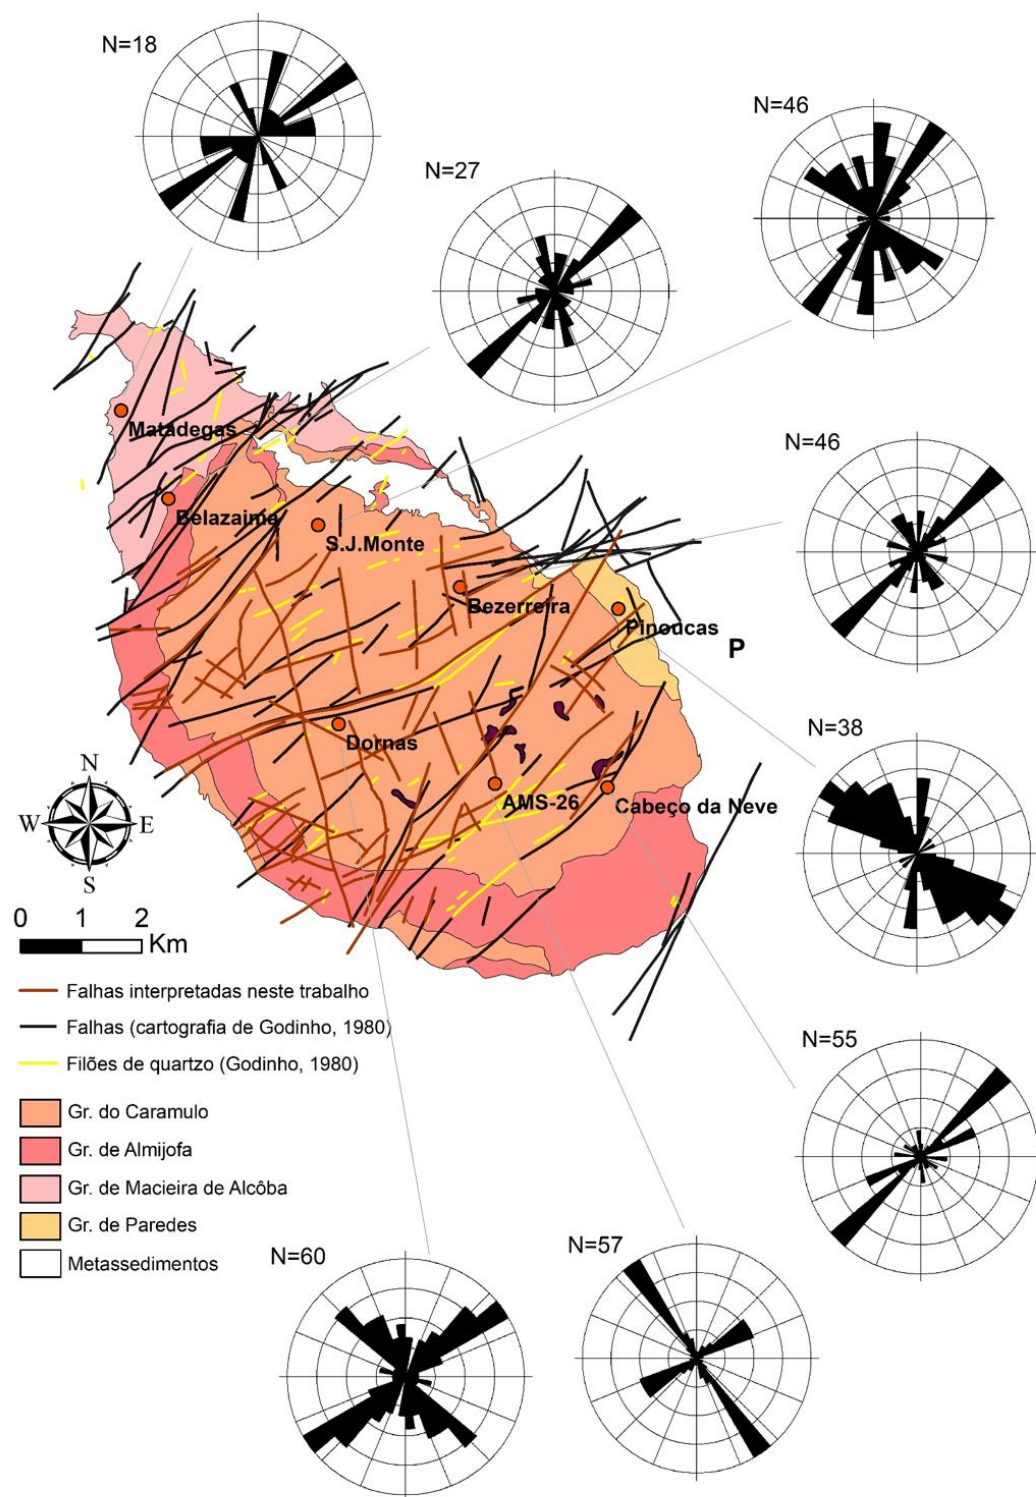 N=18
N=46
N=27
Matadegas
N=46
Belazaima
S.J.Monte
Bezerreira
Pinoucas
P
N=38
Dornas
N
W
E
S
AMS-26
Cabeço da Neve
0 1 2
Km
Falhas interpretadas neste trabalho
Falhas (cartografia de Godinho, 1980)
N=55
Filões de quartzo (Godinho, 1980)
Gr. do Caramulo
Gr. de Almijofa
Gr. de Macieira de Alcôba
Gr. de Paredes
Metassedimentos
N=60
N=57